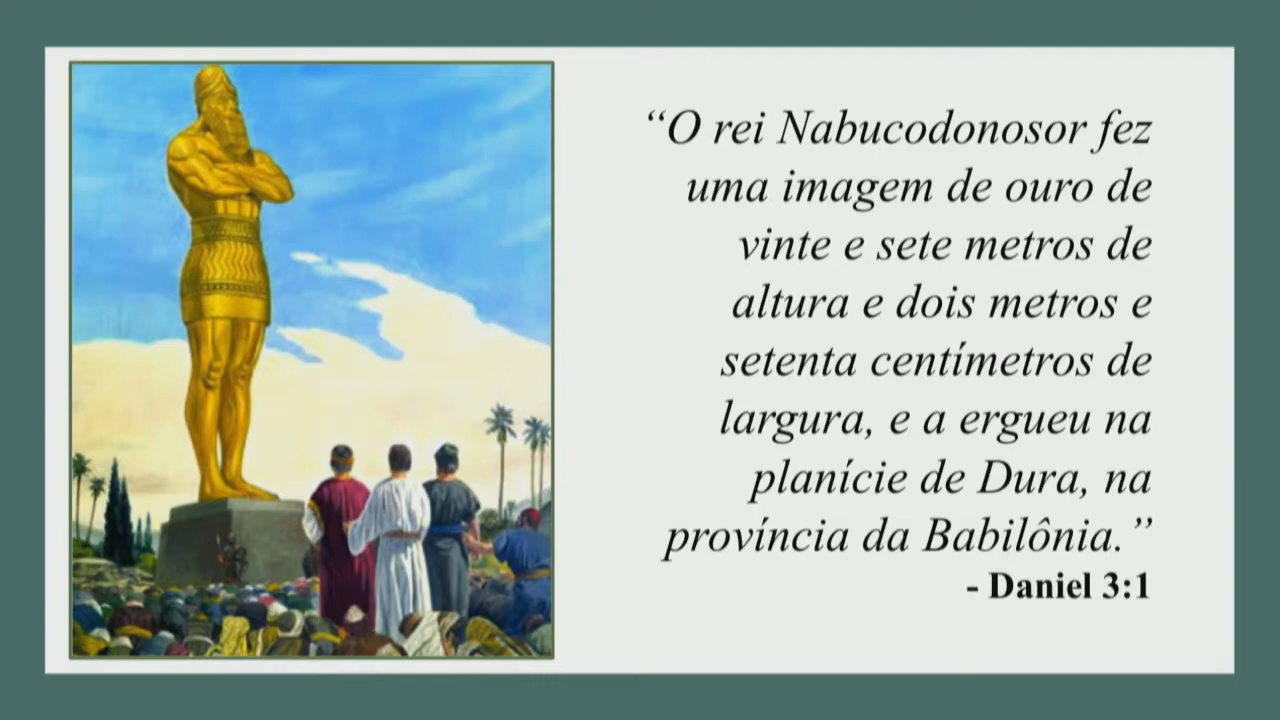 “O rei Nabucodonosor fez
uma imagem de ouro de
vinte e sete metros de
altura e dois metros e
setenta centímetros de
largura, e a ergueu na
planície de Dura, na
província da Babilônia.”
- Daniel 3:1